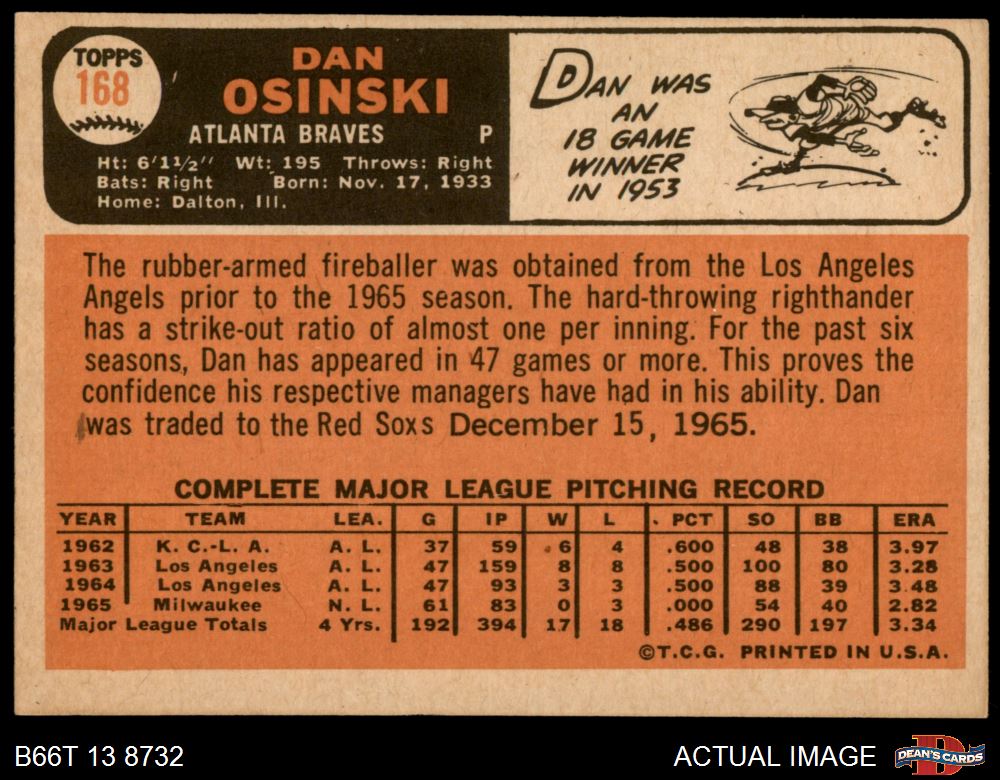 TOPPS
168
DAN
OSINSKI
ATLANTA BRAVES P
Ht: 6'1 1/2" Wt: 195 Throws: Right
Bats: Right Born: Nov. 17, 1933
Home: Dalton, Ill.
DAN WAS
AN
18 GAME
WINNER
IN 1953
The rubber-armed fireballer was obtained from the Los Angeles
Angels prior to the 1965 season. The hard-throwing righthander
has a strike-out ratio of almost one per inning. For the past six
seasons, Dan has appeared in 47 games or more. This proves the
confidence his respective managers have had in his ability. Dan
was traded to the Red Soxs December 15, 1965.
COMPLETE MAJOR LEAGUE PITCHING RECORD
YEAR TEAM LEA. G IP W L PCT SO BB ERA
1962 K. C.-L. A. A. L. 37 59 6 4 .600 48 38 3.97
1963 Los Angeles A. L. 47 159 8 8 .500 100 80 3.28
1964 Los Angeles A. L. 47 93 3 3 .500 88 39 3.48
1965 Milwaukee N. L. 61 83 0 3 .000 54 40 2.82
Major League Totals 4 Yrs. 192 394 17 18 .486 290 197 3.34
©T.C.G. PRINTED IN U.S.A.
B66T 13 8732
ACTUAL IMAGE
DEAN'S CARDS